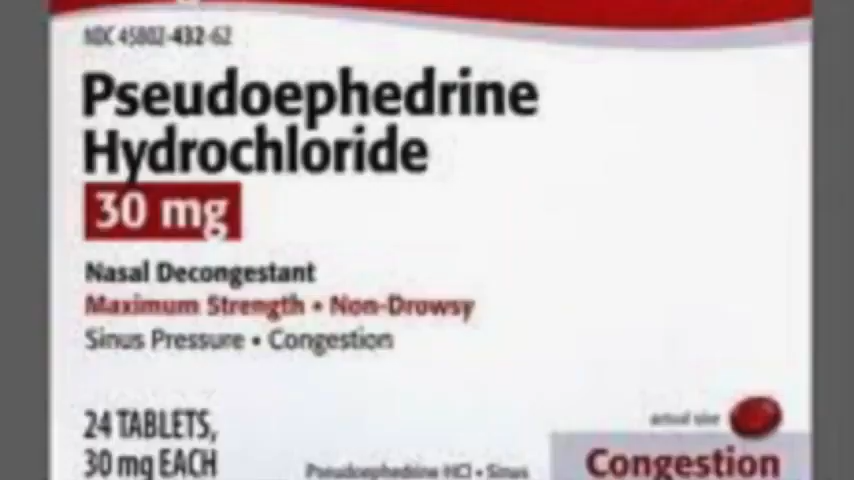 NDC 45802-432-62
Pseudoephedrine
Hydrochloride
30 mg
Nasal Decongestant
Maximum Strength • Non-Drowsy
Sinus Pressure • Congestion
actual size
24 TABLETS,
30 mg EACH
Pseudoephedrine HCl • Sinus
Congestion